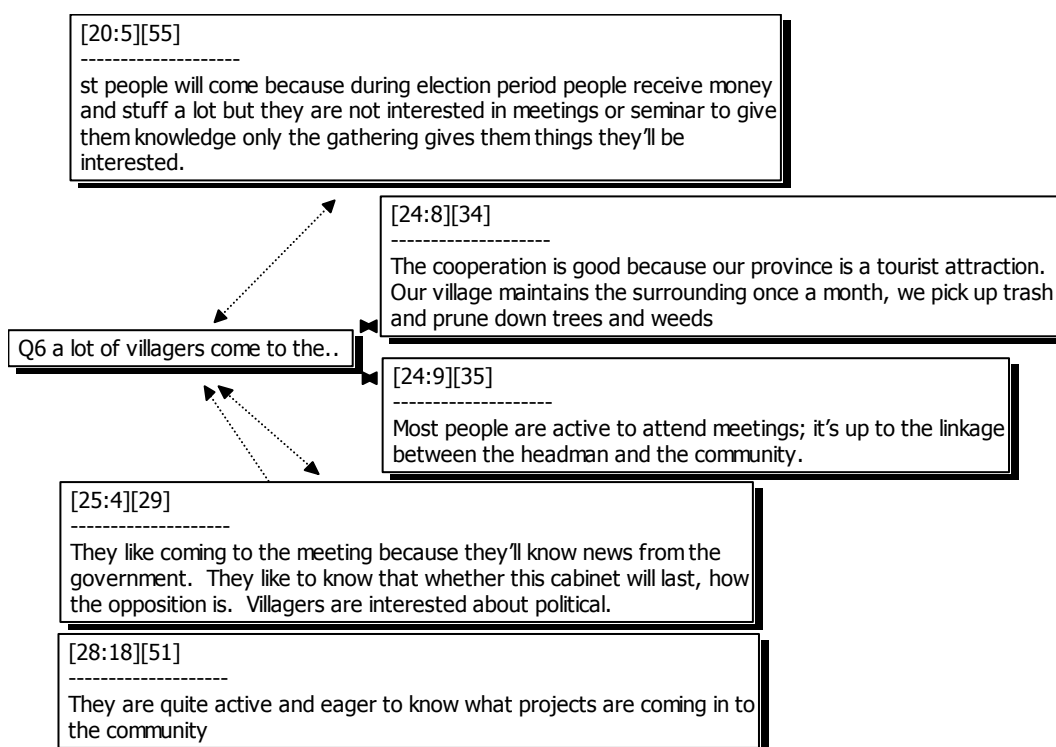 [20:5][55]
--------------------
st people will come because during election period people receive money
and stuff a lot but they are not interested in meetings or seminar to give
them knowledge only the gathering gives them things they’ll be
interested.
[24:8][34]
--------------------
The cooperation is good because our province is a tourist attraction.
Our village maintains the surrounding once a month, we pick up trash
and prune down trees and weeds
Q6 a lot of villagers come to the..
[24:9][35]
--------------------
Most people are active to attend meetings; it’s up to the linkage
between the headman and the community.
[25:4][29]
--------------------
They like coming to the meeting because they’ll know news from the
government.  They like to know that whether this cabinet will last, how
the opposition is.  Villagers are interested about political.
[28:18][51]
--------------------
They are quite active and eager to know what projects are coming in to
the community